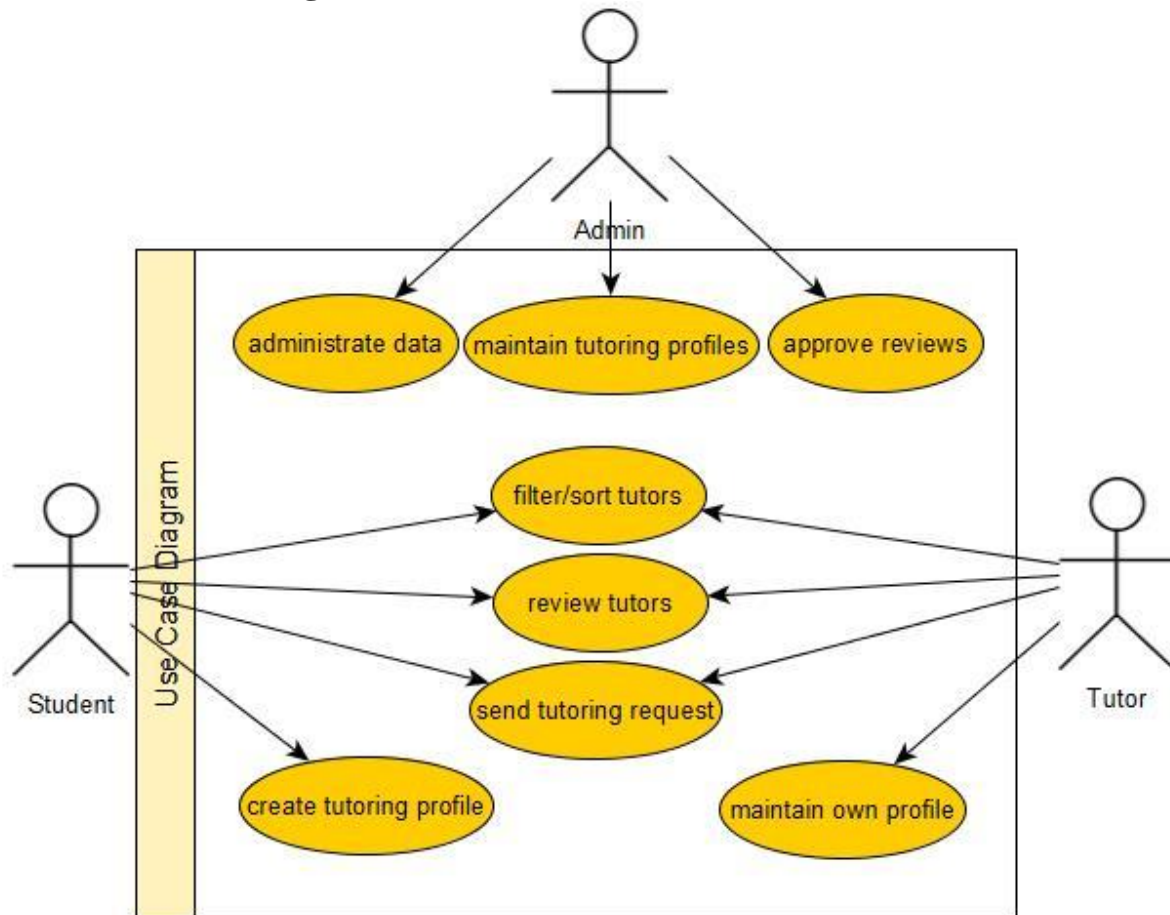 Admin
administrate data
maintain tutoring profiles
approve reviews
Use Case Diagram
filter/sort tutors
review tutors
send tutoring request
Student
Tutor
create tutoring profile
maintain own profile